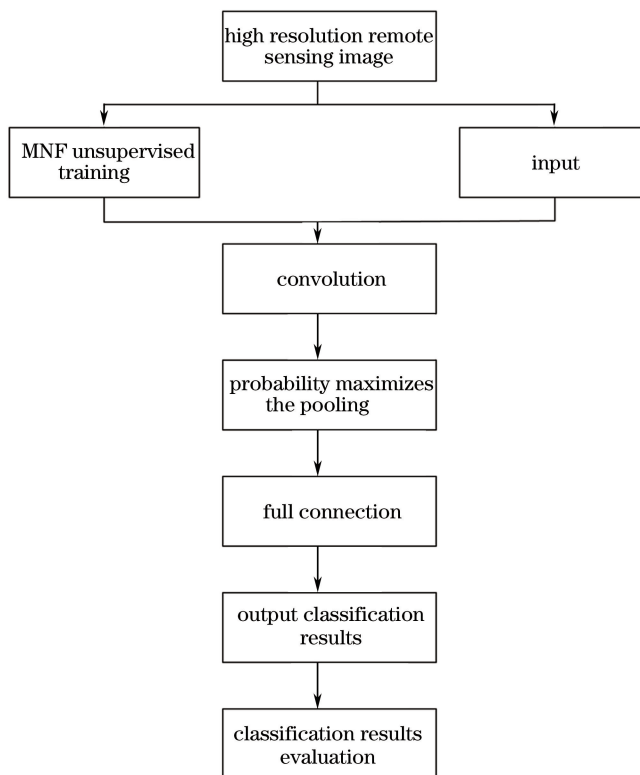 high resolution remote
sensing image
MNF unsupervised
training
input
convolution
probability maximizes
the pooling
full connection
output classification
results
classification results
evaluation